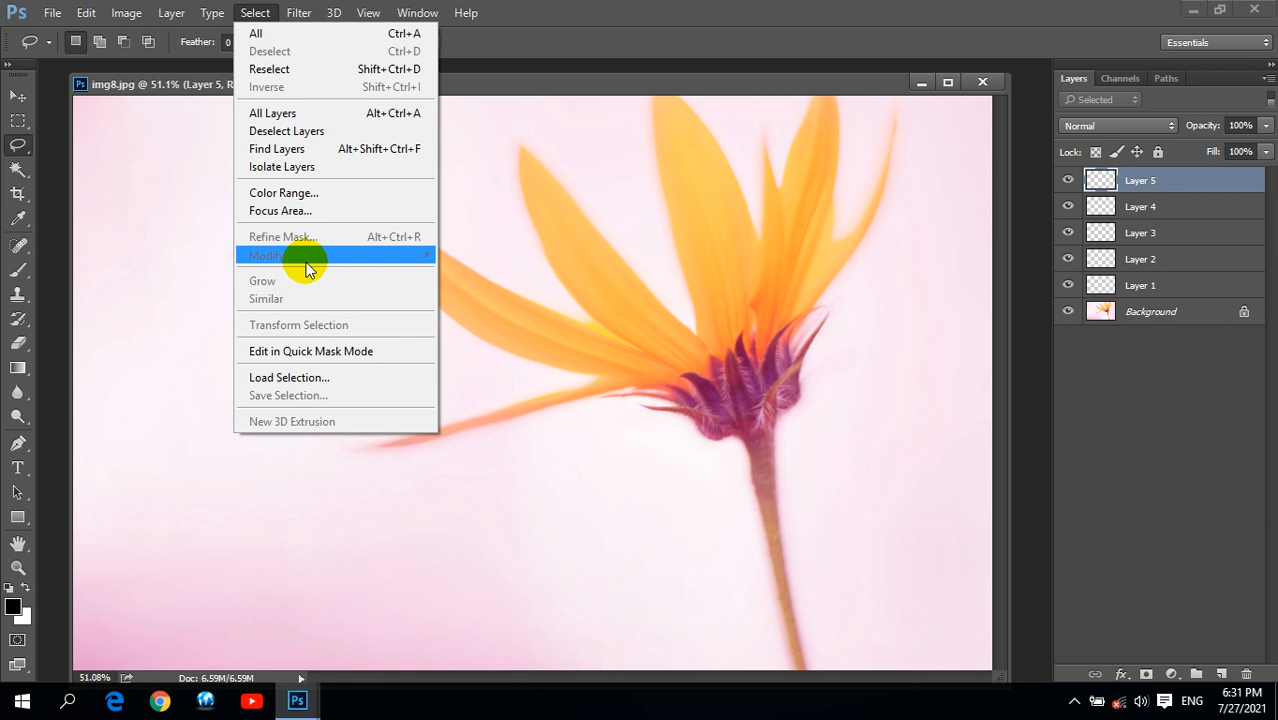 Ps File Edit Image Layer Type Select Filter 3D View Window Help
Feather: 0
Essentials
Ps img8.jpg @ 51.1% (Layer 5, R
All Ctrl+A
Deselect Ctrl+D
Reselect Shift+Ctrl+D
Inverse Shift+Ctrl+I
All Layers Alt+Ctrl+A
Deselect Layers
Find Layers Alt+Shift+Ctrl+F
Isolate Layers
Color Range...
Focus Area...
Refine Mask... Alt+Ctrl+R
Modify
Grow
Similar
Transform Selection
Edit in Quick Mask Mode
Load Selection...
Save Selection...
New 3D Extrusion
Layers Channels Paths
Selected
Normal Opacity: 100%
Lock: Fill: 100%
Layer 5
Layer 4
Layer 3
Layer 2
Layer 1
Background
T
51.08% Doc: 6.59M/6.59M
fx
Ps
ENG
6:31 PM
7/27/2021